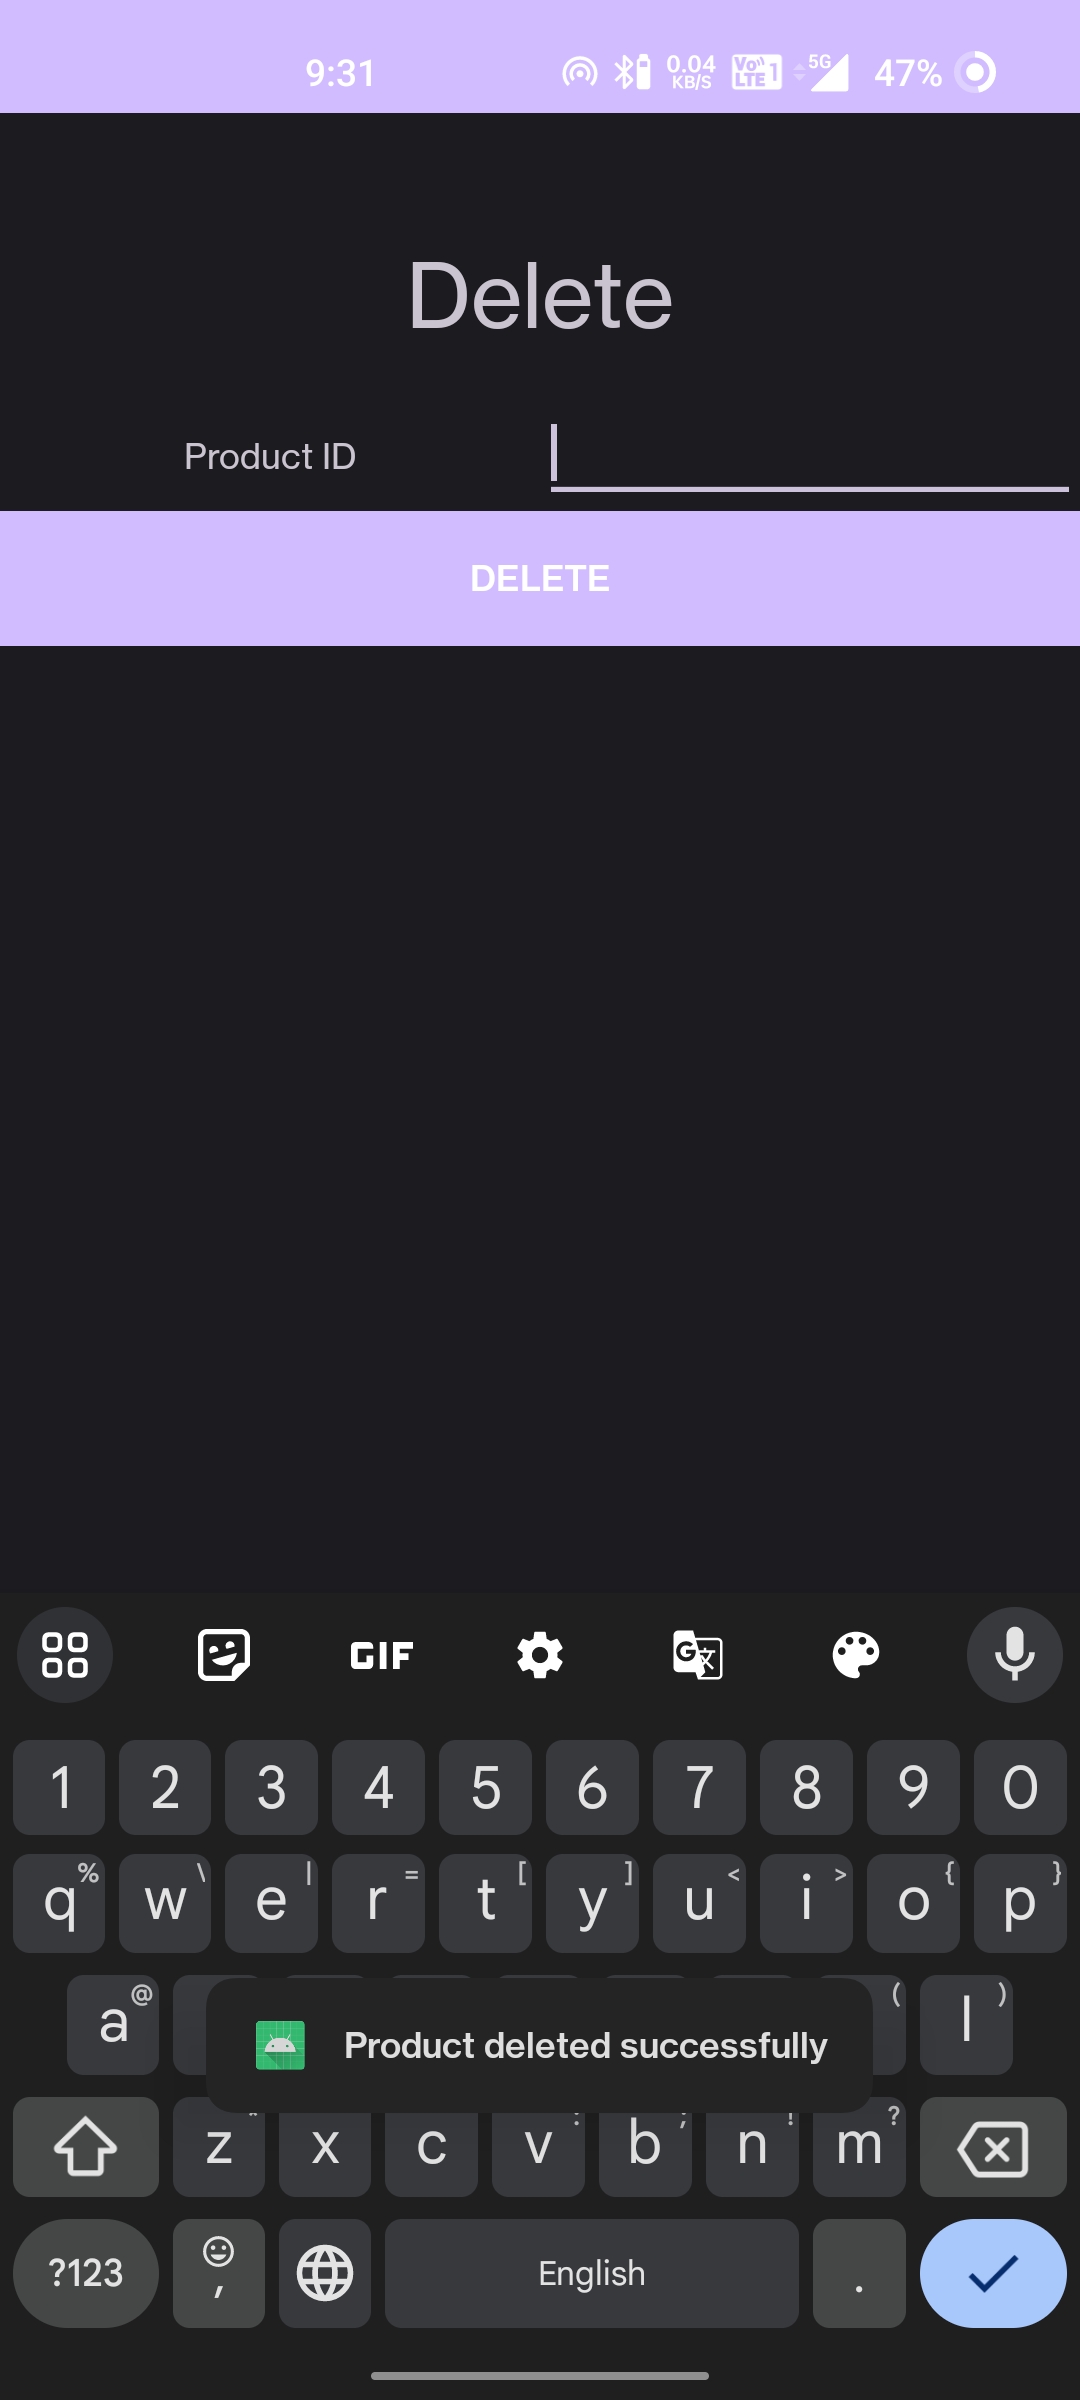 9:31 0.04 KB/S Vo LTE 1 5G 47%
Delete
Product ID
DELETE
GIF G 文
1 2 3 4 5 6 7 8 9 0
q % w \ e | r = t [ y ] u < i > o { p }
a @ ( l )
Product deleted successfully
z * x c v : b ; n ! m ?
?123 , English .